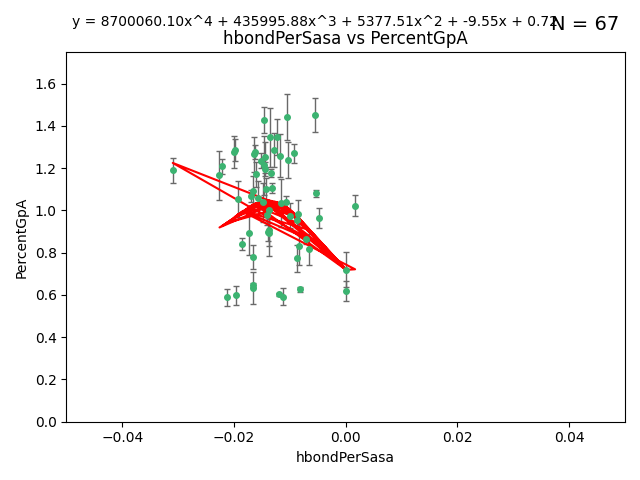 y = 8700060.10x^4 + 435995.88x^3 + 5377.51x^2 + -9.55x + 0.72
N = 67
hbondPerSasa vs PercentGpA
1.6
1.4
1.2
1.0
0.8
0.6
0.4
0.2
0.0
PercentGpA
−0.04 −0.02 0.00 0.02 0.04
hbondPerSasa